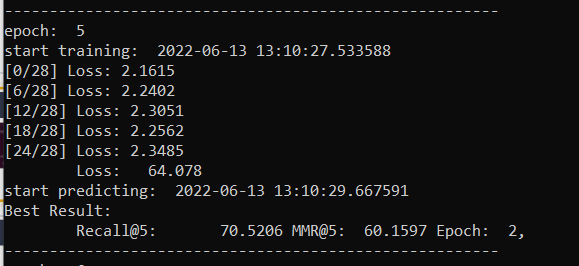 -------------------------------------------------------
epoch:  5
start training:  2022-06-13 13:10:27.533588
[0/28] Loss: 2.1615
[6/28] Loss: 2.2402
[12/28] Loss: 2.3051
[18/28] Loss: 2.2562
[24/28] Loss: 2.3485
        Loss:   64.078
start predicting:  2022-06-13 13:10:29.667591
Best Result:
        Recall@5:       70.5206 MMR@5:  60.1597 Epoch:  2,
-------------------------------------------------------